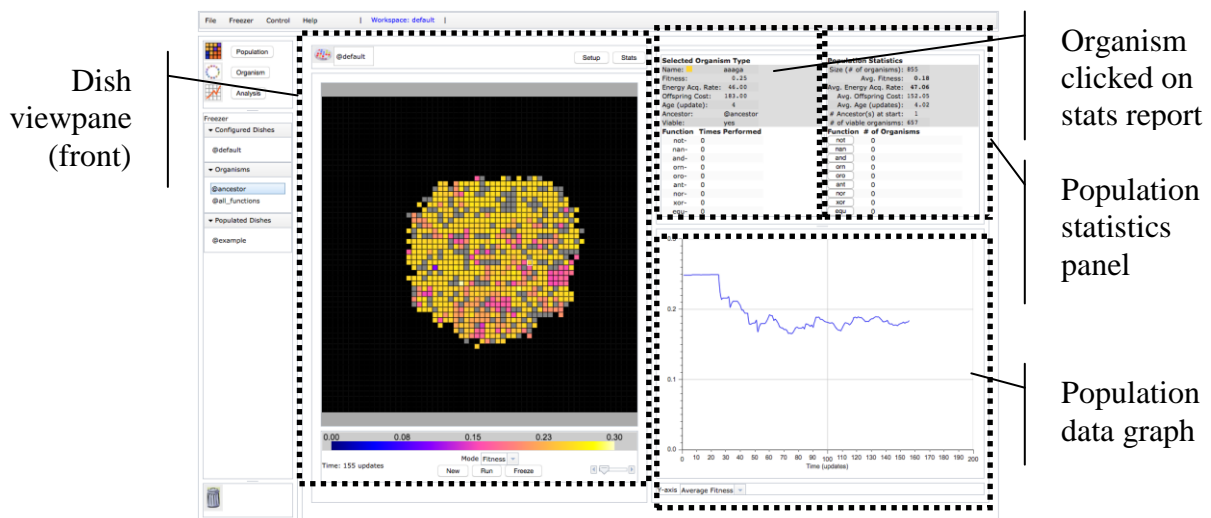 File Freezer Control Help | Workspace: default |
Population
Organism
Analysis
Freezer
Configured Dishes
@default
Organisms
@ancestor
@all_functions
Populated Dishes
@example
@default Setup Stats
0.00 0.08 0.15 0.23 0.30
Mode Fitness
Time: 155 updates
New Run Freeze
Selected Organism Type
Name: aaaga
Fitness: 0.25
Energy Acq. Rate: 46.00
Offspring Cost: 183.00
Age (update): 4
Ancestor: @ancestor
Viable: yes
Function Times Performed
not- 0
nan- 0
and- 0
orn- 0
oro- 0
ant- 0
nor- 0
xor- 0
equ- 0
Population Statistics
Size (# of organisms): 855
Avg. Fitness: 0.18
Avg. Energy Acq. Rate: 47.06
Avg. Offspring Cost: 152.05
Avg. Age (updates): 4.02
# Ancestor(s) at start: 1
# of viable organisms: 657
Function # of Organisms
not 0
nan 0
and 0
orn 0
oro 0
ant 0
nor 0
xor 0
equ 0
0.2
0.1
0.0
0 10 20 30 40 50 60 70 80 90 100 110 120 130 140 150 160 170 180 190 200
Time (updates)
-axis Average Fitness
Dish
viewpane
(front)
Organism
clicked on
stats report
Population
statistics
panel
Population
data graph